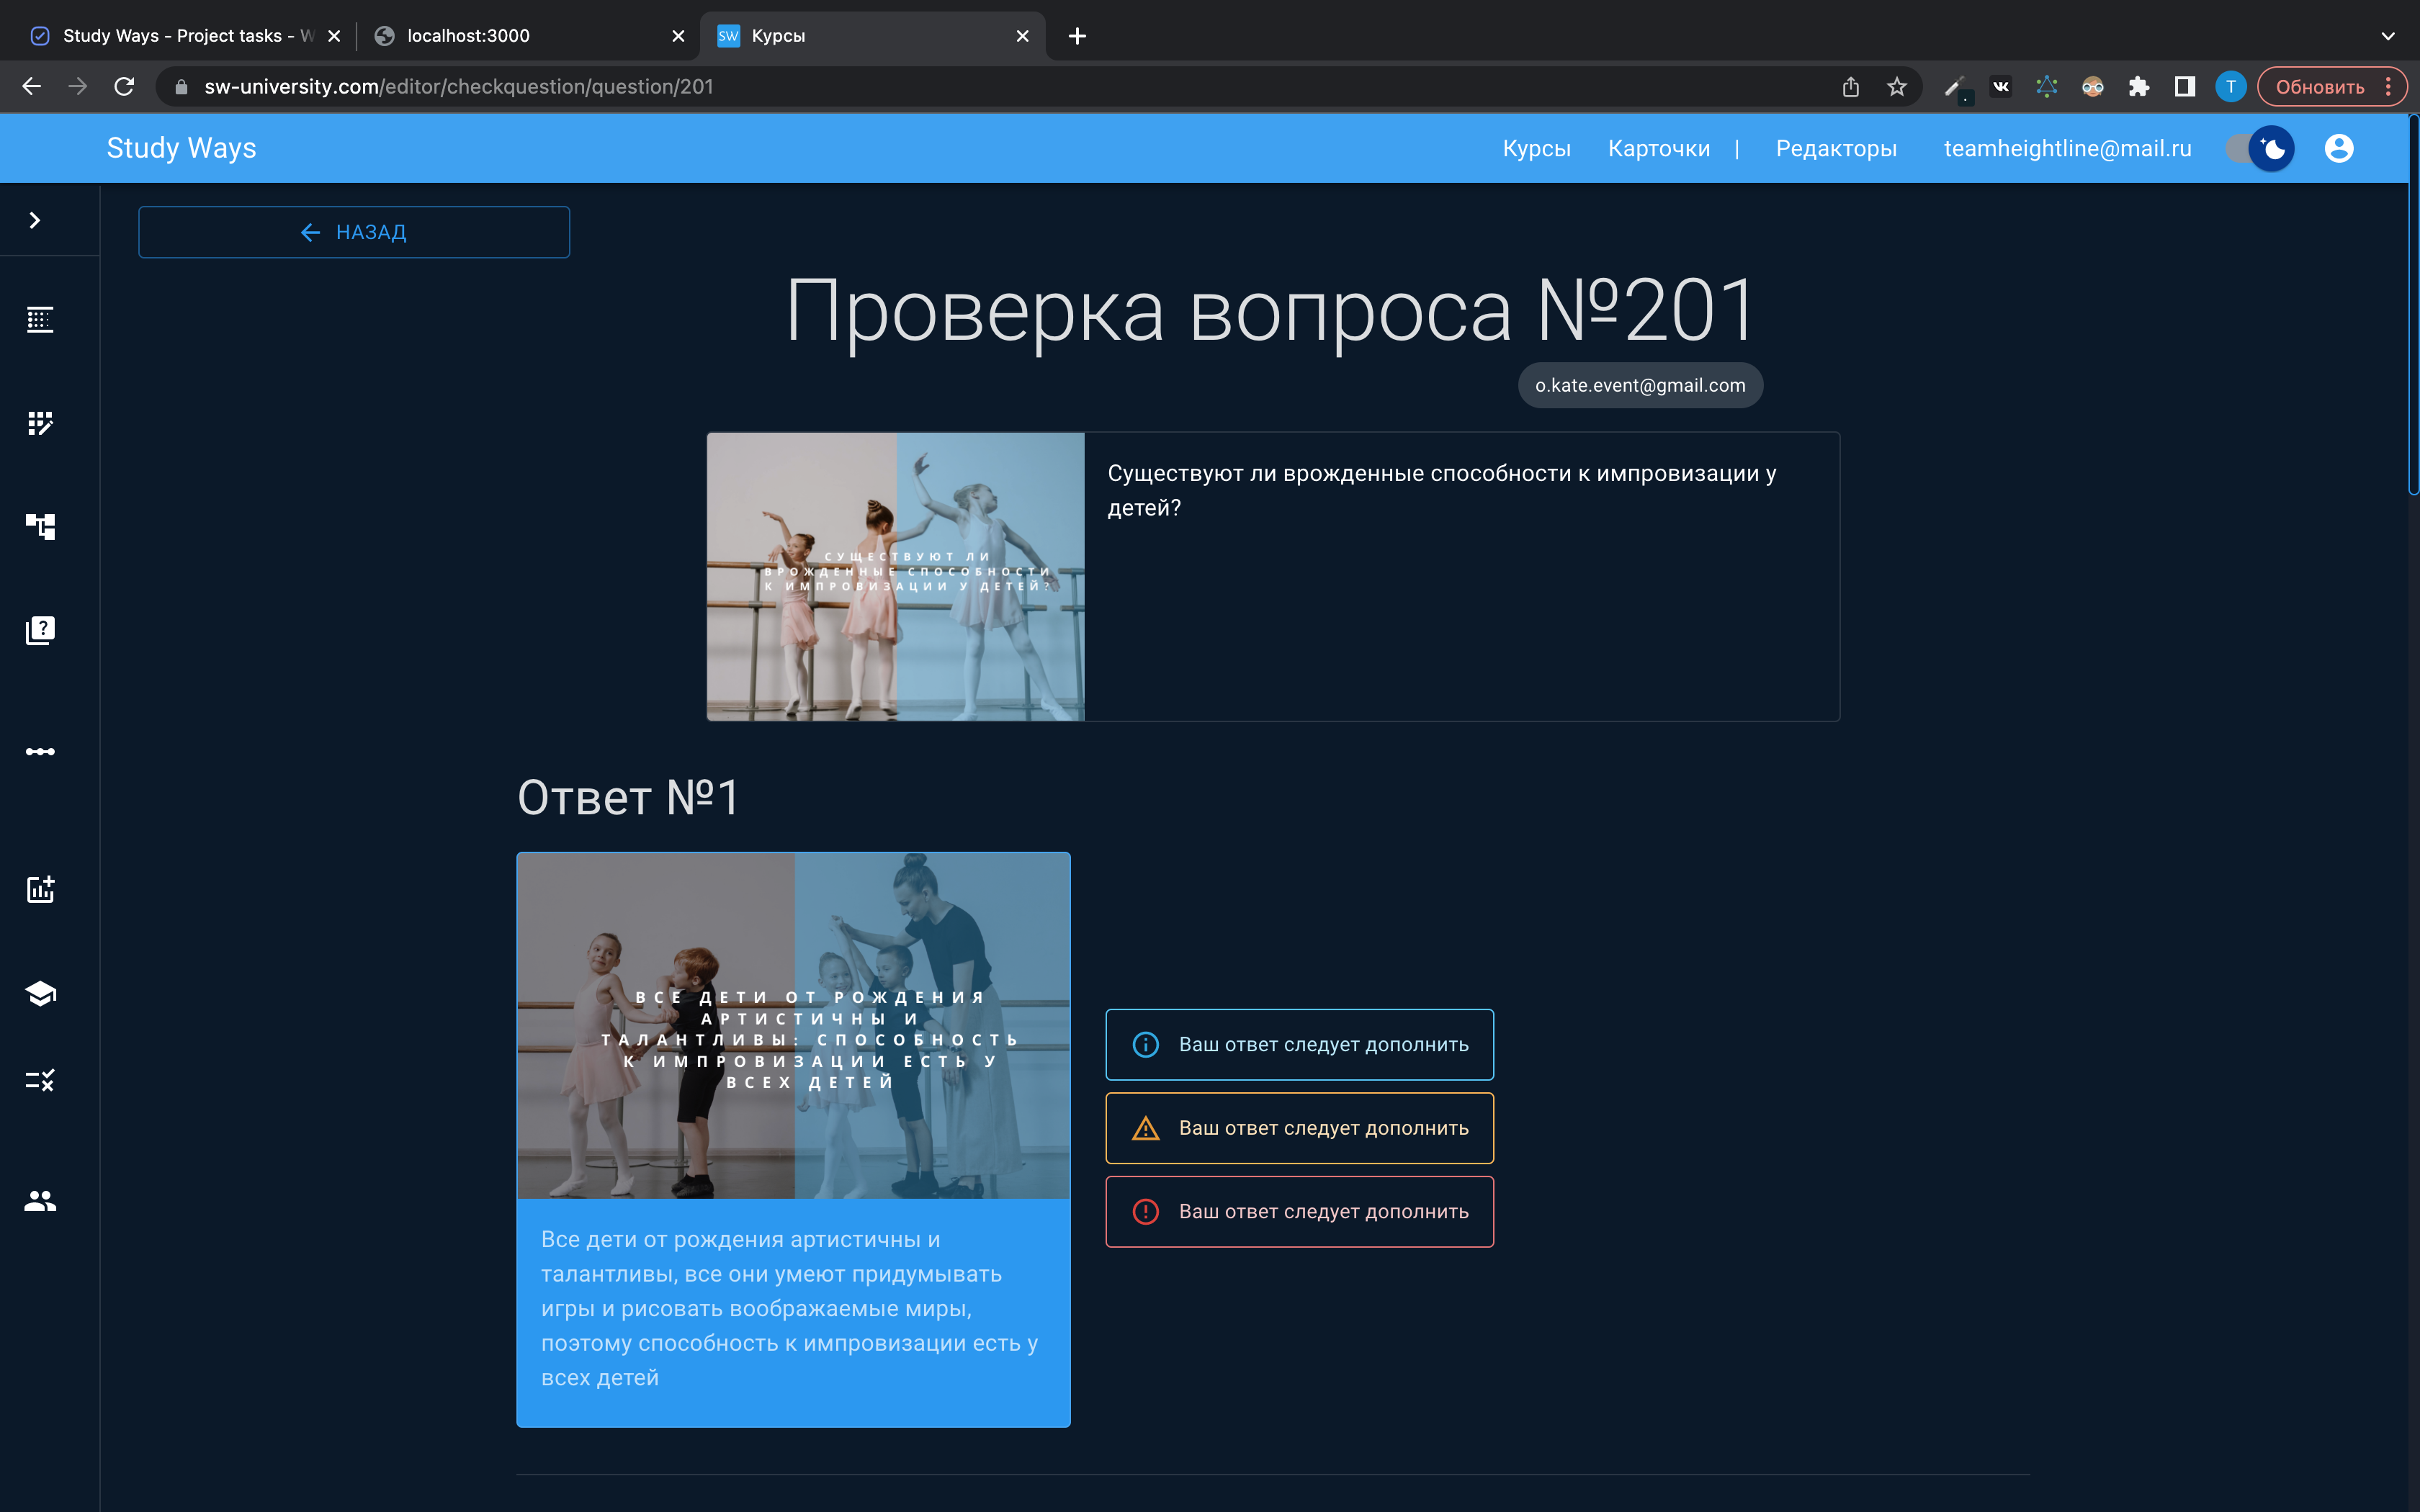 Study Ways - Project tasks - W
localhost:3000
SW
Курсы
sw-university.com/editor/checkquestion/question/201
T
Обновить
Study Ways
Курсы
Карточки
|
Редакторы
teamheightline@mail.ru
НАЗАД
Проверка вопроса №201
o.kate.event@gmail.com
СУЩЕСТВУЮТ ЛИ
ВРОЖДЕННЫЕ СПОСОБНОСТИ
К ИМПРОВИЗАЦИИ У ДЕТЕЙ?
Существуют ли врожденные способности к импровизации у
детей?
Ответ №1
ВСЕ ДЕТИ ОТ РОЖДЕНИЯ
АРТИСТИЧНЫ И
ТАЛАНТЛИВЫ: СПОСОБНОСТЬ
К ИМПРОВИЗАЦИИ ЕСТЬ У
ВСЕХ ДЕТЕЙ
Все дети от рождения артистичны и
талантливы, все они умеют придумывать
игры и рисовать воображаемые миры,
поэтому способность к импровизации есть у
всех детей
Ваш ответ следует дополнить
Ваш ответ следует дополнить
Ваш ответ следует дополнить